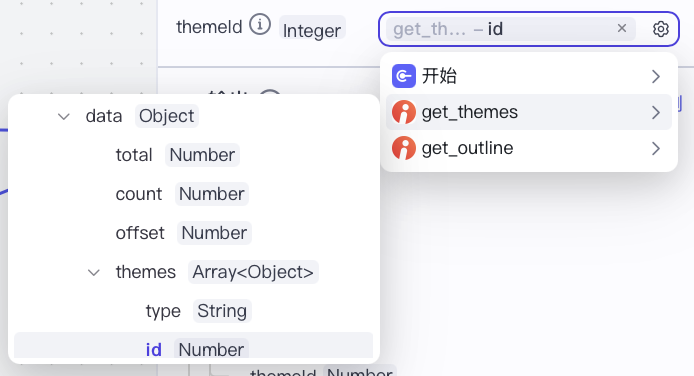 themeId Integer get_th... – id
开始
get_themes
get_outline
data Object
total Number
count Number
offset Number
themes Array<Object>
type String
id Number
themeId Number